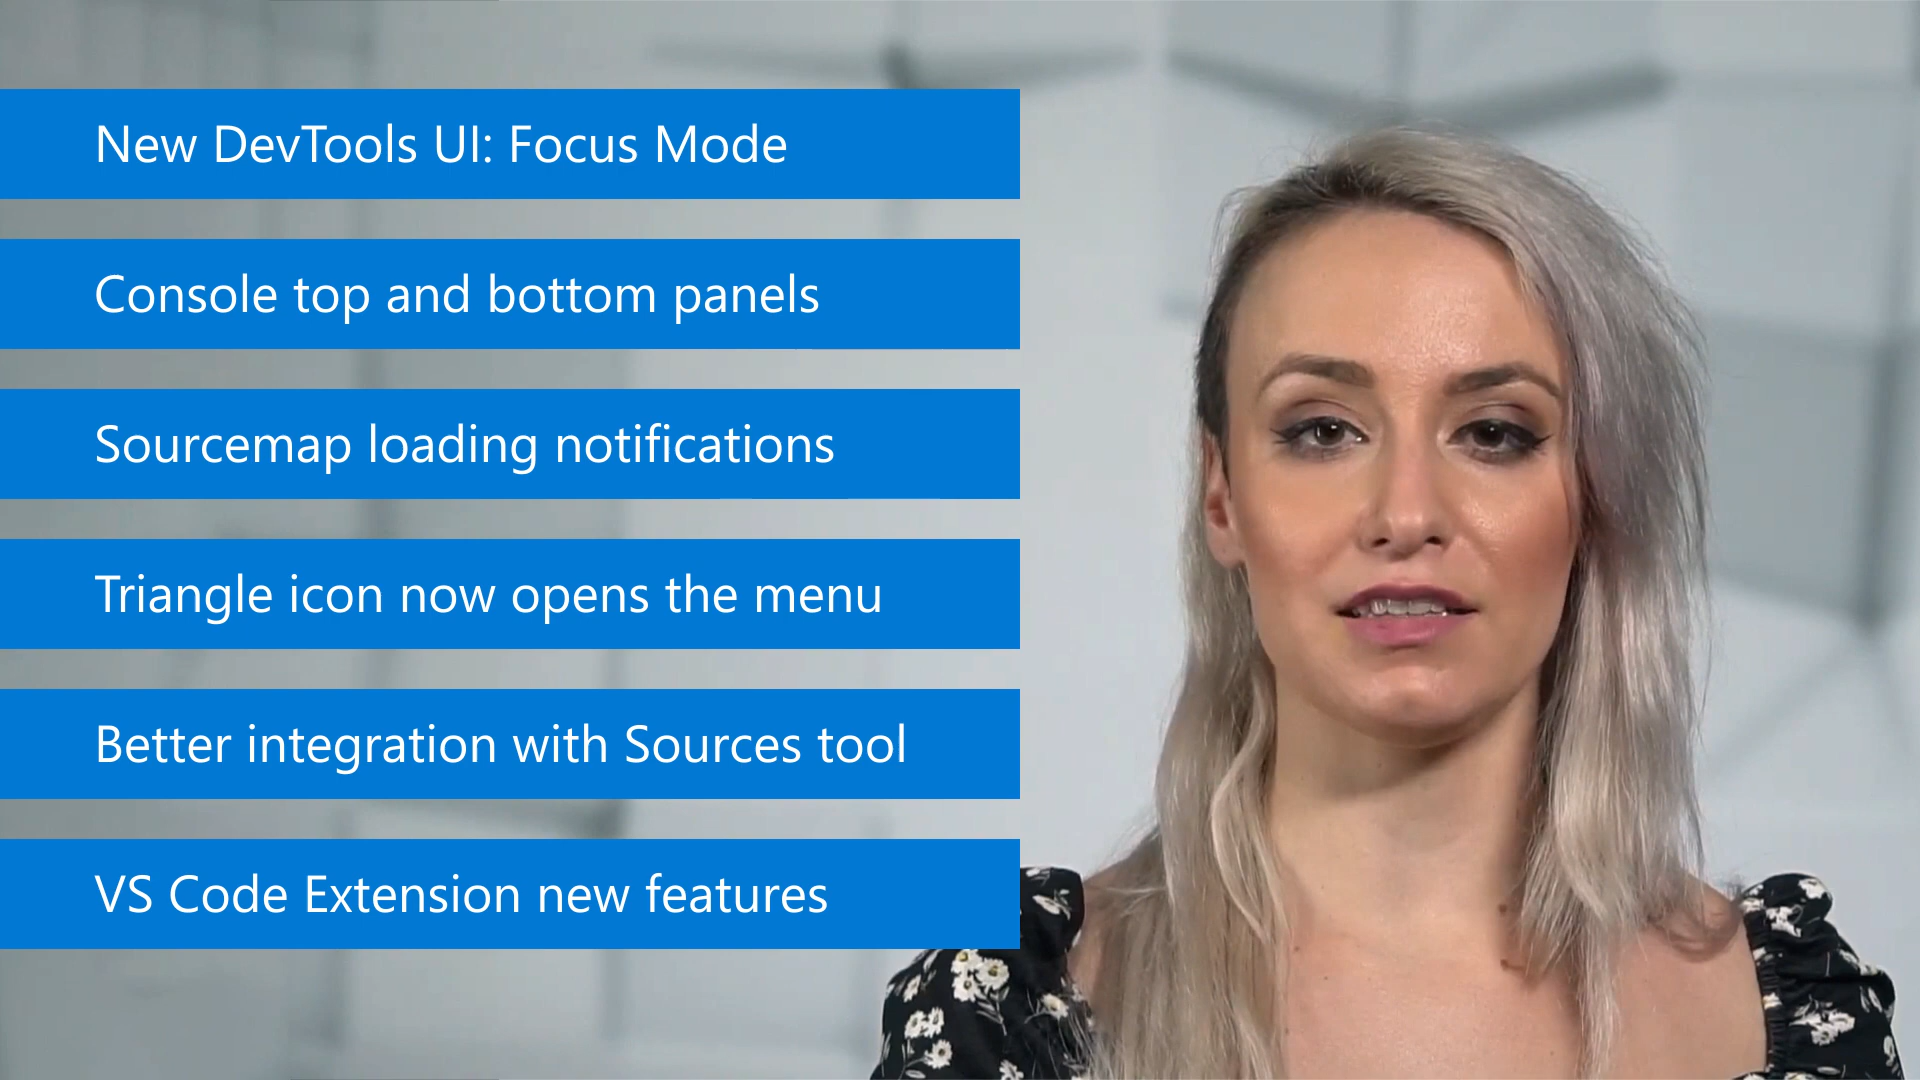 New DevTools UI: Focus Mode
Console top and bottom panels
Sourcemap loading notifications
Triangle icon now opens the menu
Better integration with Sources tool
VS Code Extension new features